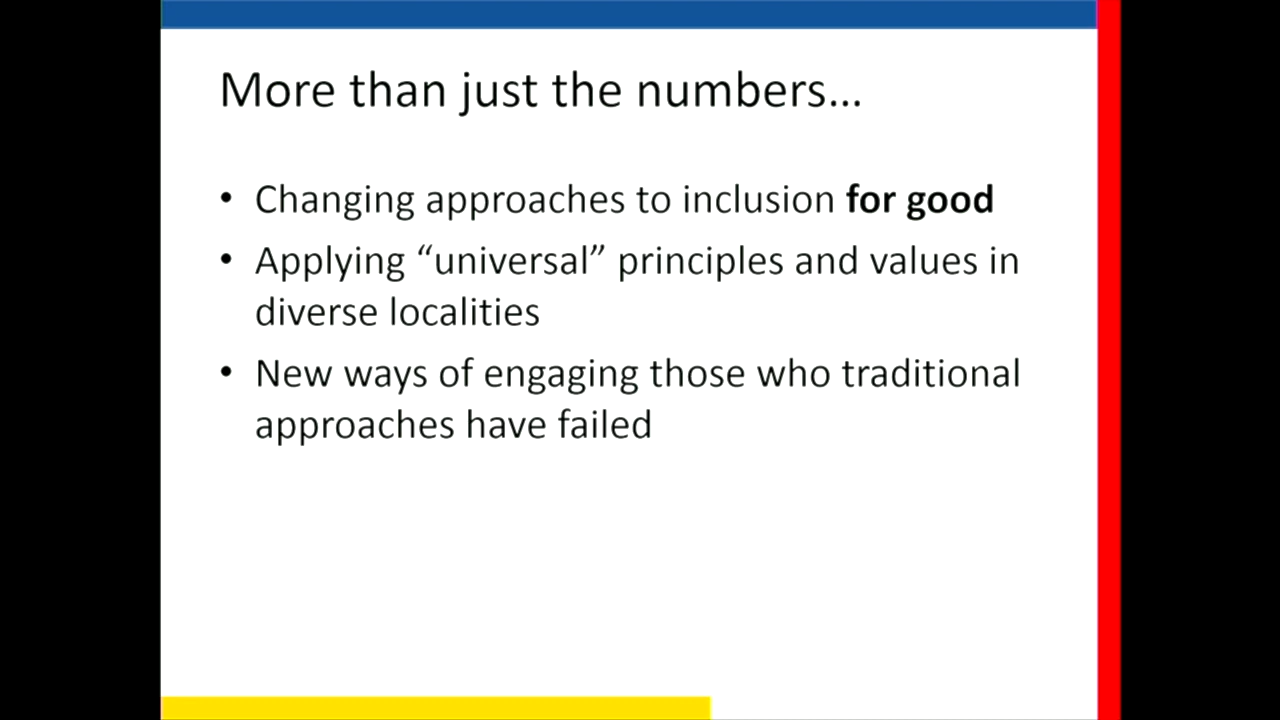 More than just the numbers…
• Changing approaches to inclusion for good
• Applying “universal” principles and values in
diverse localities
• New ways of engaging those who traditional
approaches have failed